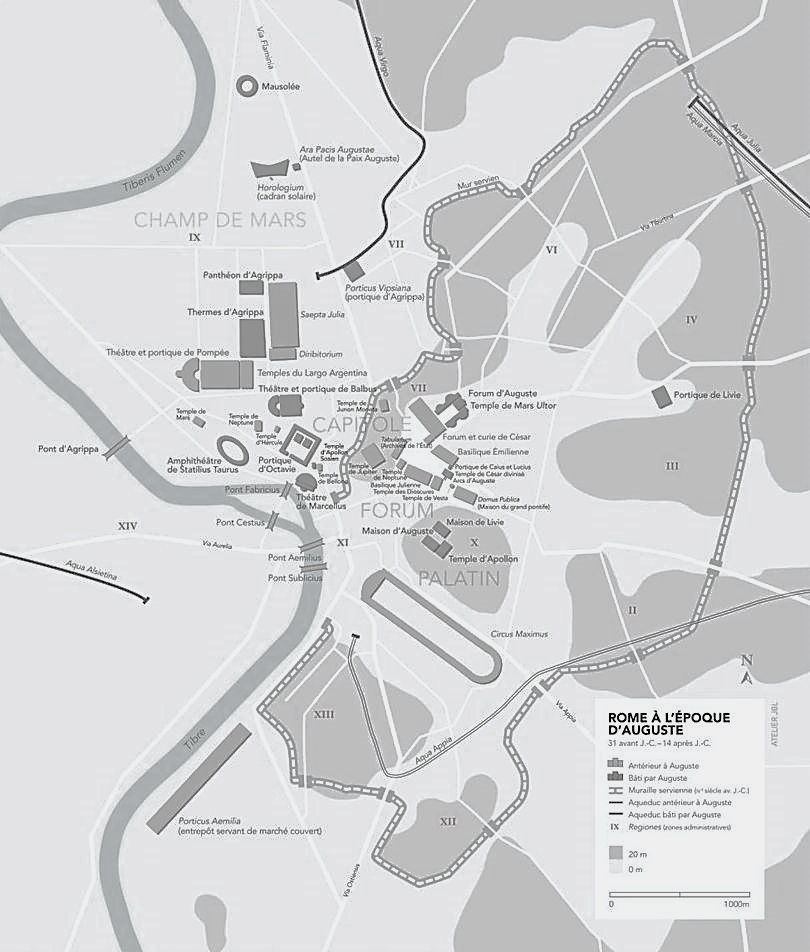 Via Flaminia
Aqua Virgo
Mausolée
Aqua Marcia
Aqua Julia
Ara Pacis Augustae
(Autel de la Paix Auguste)
Tiberis Flumen
Horologium
(cadran solaire)
Mur servien
CHAMP DE MARS
IX
Via Tiburtina
VII
VI
Panthéon d'Agrippa
Porticus Vipsiana
(portique d'Agrippa)
Thermes d'Agrippa
Saepta Julia
IV
Théâtre et portique de Pompée
Diribitorium
Temples du Largo Argentina
Théâtre et portique de Balbus
VII
Forum d'Auguste
Temple de Mars Ultor
Portique de Livie
Temple de
Junon Moneta
Temple de
Mars
Temple de
Neptune
CAPITOLE
Temple
d'Hercule
Tabularium
(Archives de l'État)
Forum et curie de César
Temple
d'Apollon
Sosien
Basilique Émilienne
Pont d'Agrippa
Amphithéâtre
de Statilius Taurus
Portique
d'Octavie
Temple
de Jupiter
Temple de
Neptune
Portique de Caius et Lucius
Temple de César divinisé
Arcs d'Auguste
III
Temple
de Bellone
Basilique Julienne
Temple des Dioscures
Temple de Vesta
Pont Fabricius
Théâtre
de Marcellus
Domus Publica
(Maison du grand pontife)
FORUM
XIV
Pont Cestius
Maison de Livie
Maison d'Auguste
Via Aurelia
XI
X
Pont Aemilius
Temple d'Apollon
Aqua Alsietina
Pont Sublicius
PALATIN
II
Circus Maximus
N
XIII
Via Appia
Tibre
Aqua Appia
Porticus Aemilia
(entrepôt servant de marché couvert)
XII
Via Ostiensis
ROME À L'ÉPOQUE
D'AUGUSTE
31 avant J.-C. – 14 après J.-C.
Antérieur à Auguste
Bâti par Auguste
Muraille servienne (IVe siècle av. J.-C.)
Aqueduc antérieur à Auguste
Aqueduc bâti par Auguste
IX Regiones (zones administratives)
20 m
0 m
0 1000m
ATELIER JBL